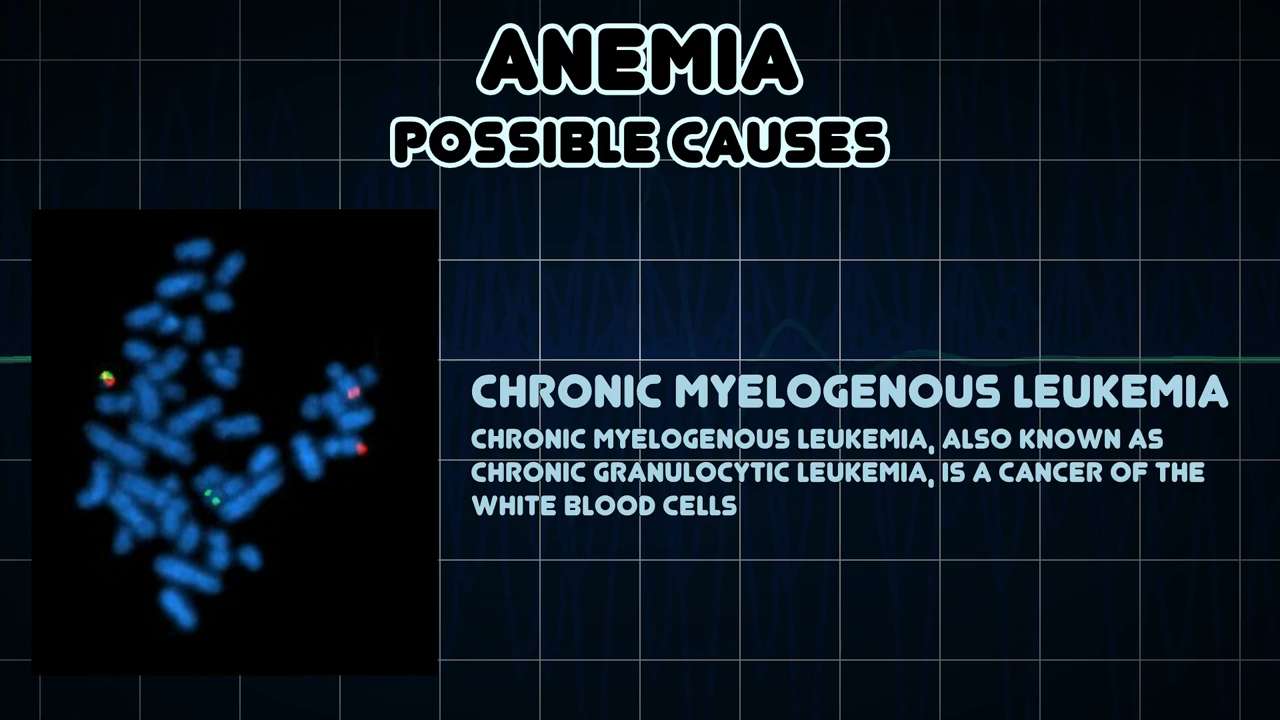 ANEMIA
POSSIBLE CAUSES
CHRONIC MYELOGENOUS LEUKEMIA
CHRONIC MYELOGENOUS LEUKEMIA, ALSO KNOWN AS
CHRONIC GRANULOCYTIC LEUKEMIA, IS A CANCER OF THE
WHITE BLOOD CELLS